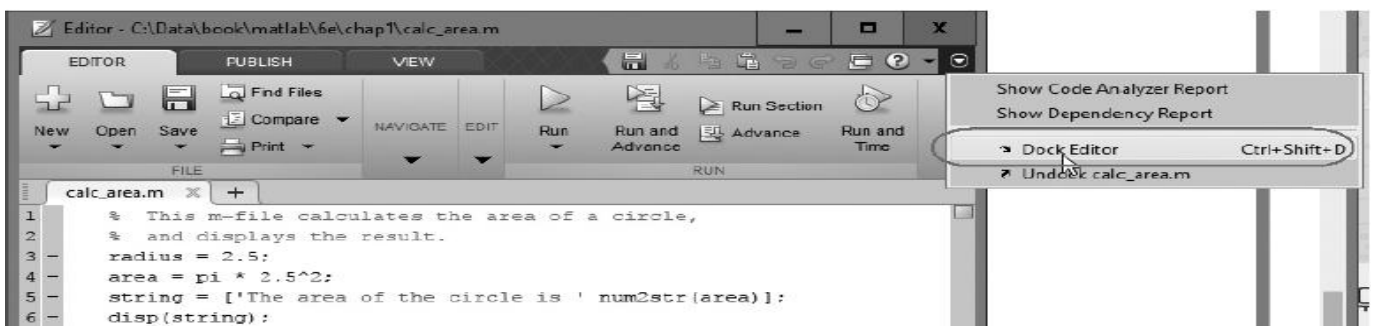 Editor - C:\Data\book\matlab\6e\chap1\calc_area.m
EDITOR PUBLISH VIEW
New Open Save
Find Files
Compare
Print
NAVIGATE EDIT
Run Run and Advance
Run Section
Advance
Run and Time
FILE RUN
Show Code Analyzer Report
Show Dependency Report
Dock Editor Ctrl+Shift+D
Undock calc_area.m
calc_area.m × +
1 % This m-file calculates the area of a circle,
2 % and displays the result.
3 - radius = 2.5;
4 - area = pi * 2.5^2;
5 - string = ['The area of the circle is ' num2str(area)];
6 - disp(string);